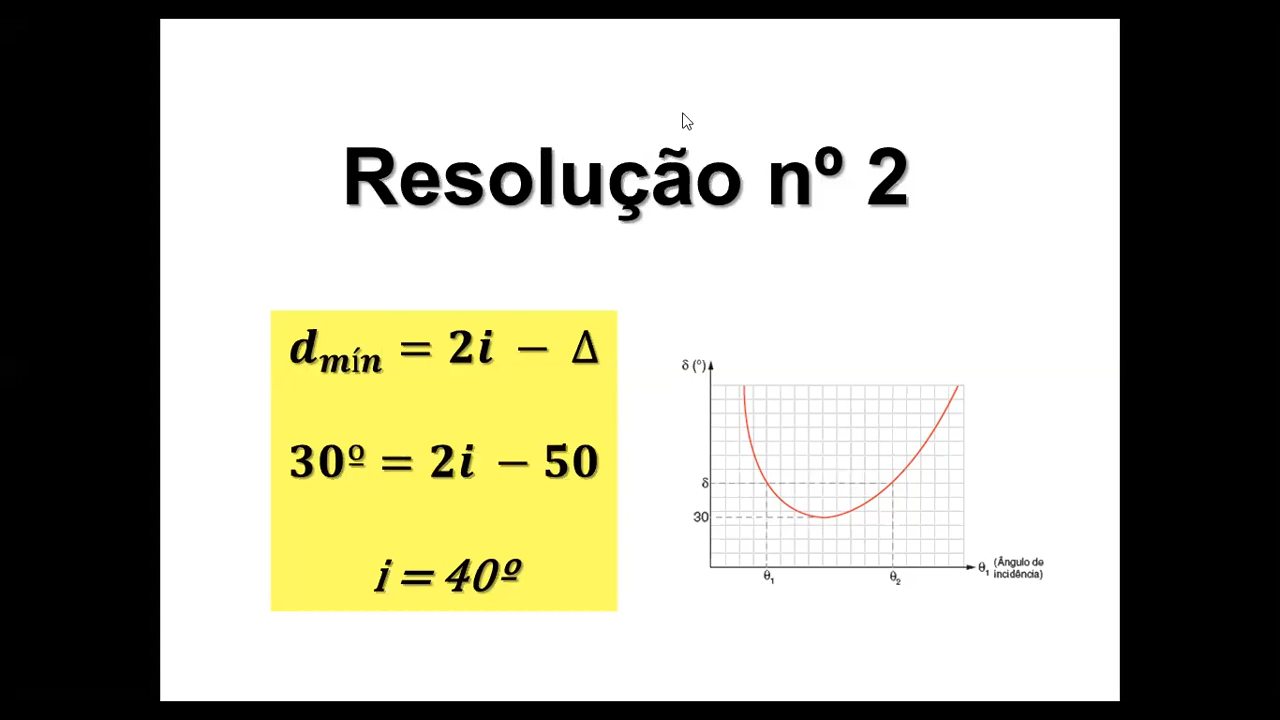 Resolução nº 2
d_mín = 2i − Δ
30º = 2i − 50
i = 40º
δ (°)
δ
30
θ₁
θ₂
θ₁ (Ângulo de
incidência)